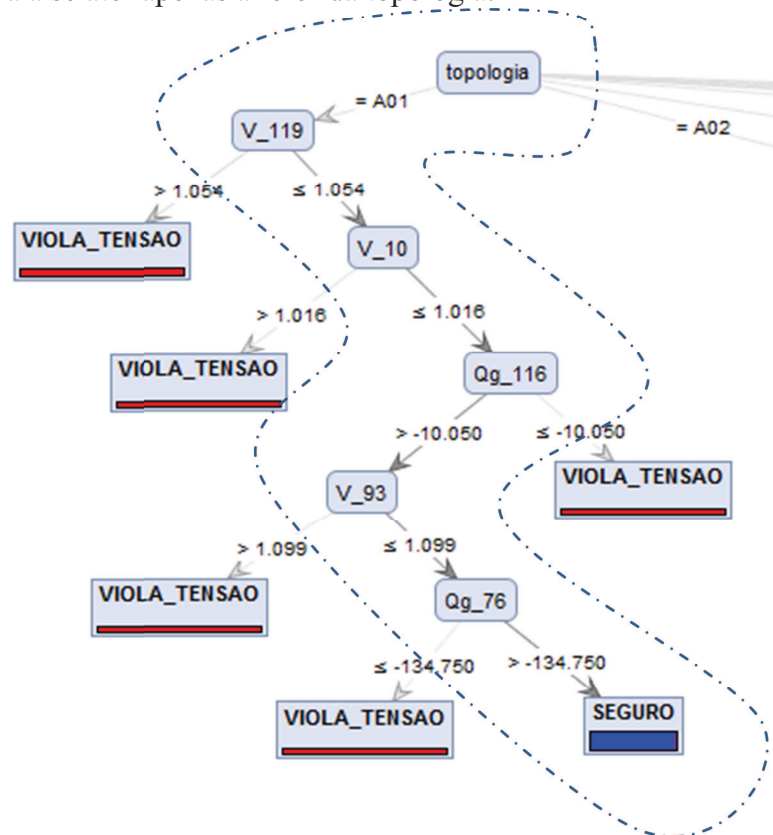 topologia
= A01
= A02
V_119
> 1.054
≤ 1.054
VIOLA_TENSAO
V_10
> 1.016
≤ 1.016
VIOLA_TENSAO
Qg_116
> -10.050
≤ -10.050
V_93
VIOLA_TENSAO
> 1.099
≤ 1.099
VIOLA_TENSAO
Qg_76
≤ -134.750
> -134.750
VIOLA_TENSAO
SEGURO